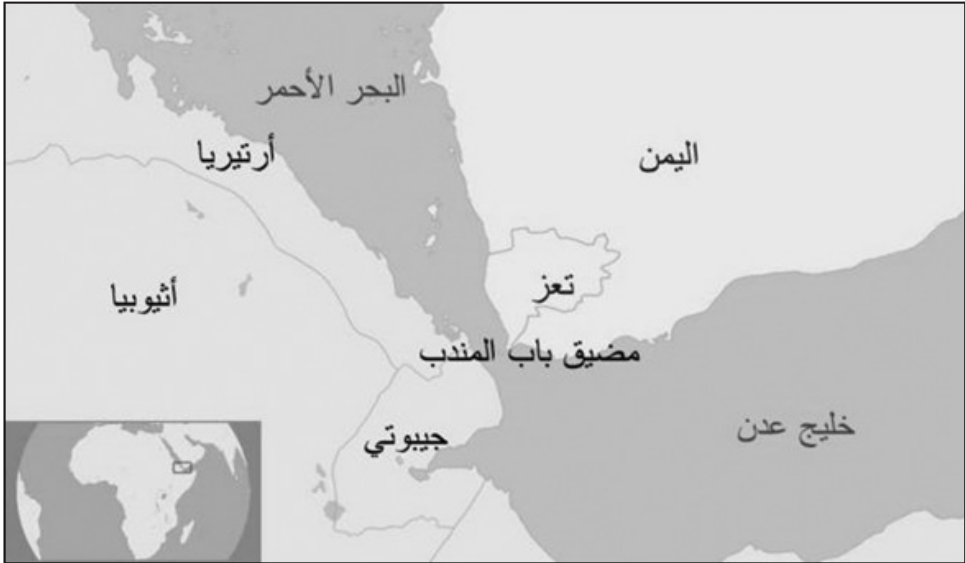 البحر الأحمر
أرتيريا
اليمن
تعز
أثيوبيا
مضيق باب المندب
خليج عدن
جيبوتي